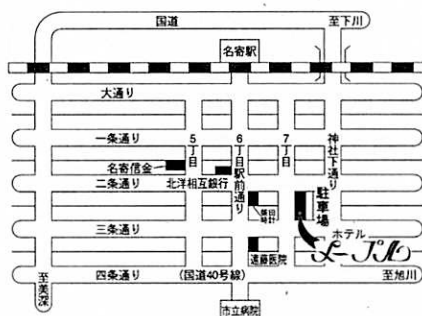 国道
至下川
名寄駅
大通り
一条通り
5丁目
6丁目駅前通り
7丁目
神社下通り
名寄信金
北洋相互銀行
二条通り
駐車場
時計
三条通り
ホテル
遠藤医院
四条通り
(国道40号線)
至旭川
至美深
市立病院